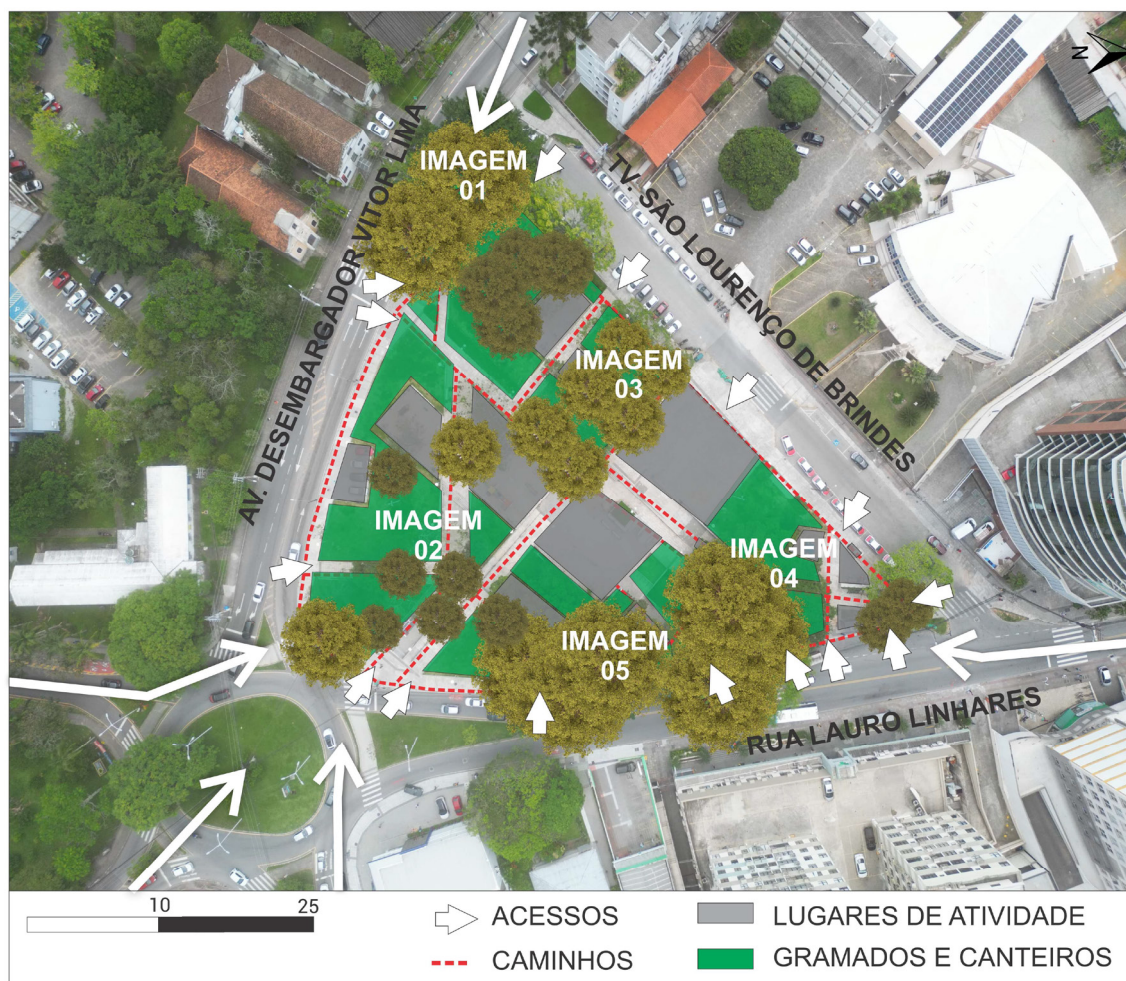 N
IMAGEM
01
AV. DESEMBARGADOR VITOR LIMA
TV. SÃO LOURENÇO DE BRINDES
IMAGEM
03
IMAGEM
02
IMAGEM
04
IMAGEM
05
RUA LAURO LINHARES
10
25
ACESSOS
LUGARES DE ATIVIDADE
CAMINHOS
GRAMADOS E CANTEIROS